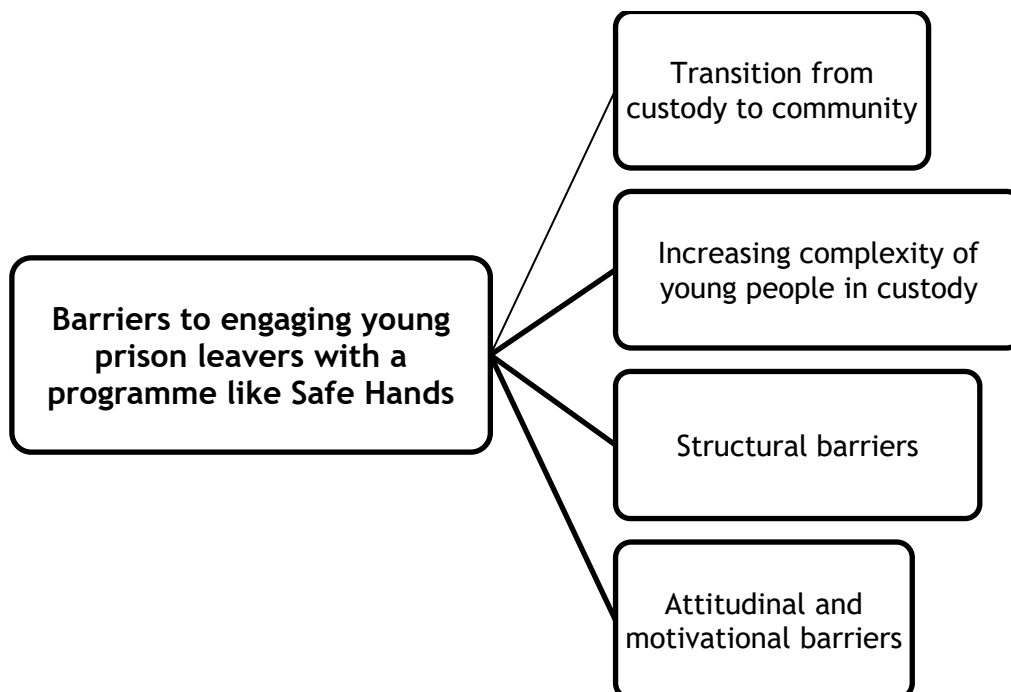 Barriers to engaging young
prison leavers with a
programme like Safe Hands
Transition from
custody to community
Increasing complexity of
young people in custody
Structural barriers
Attitudinal and
motivational barriers